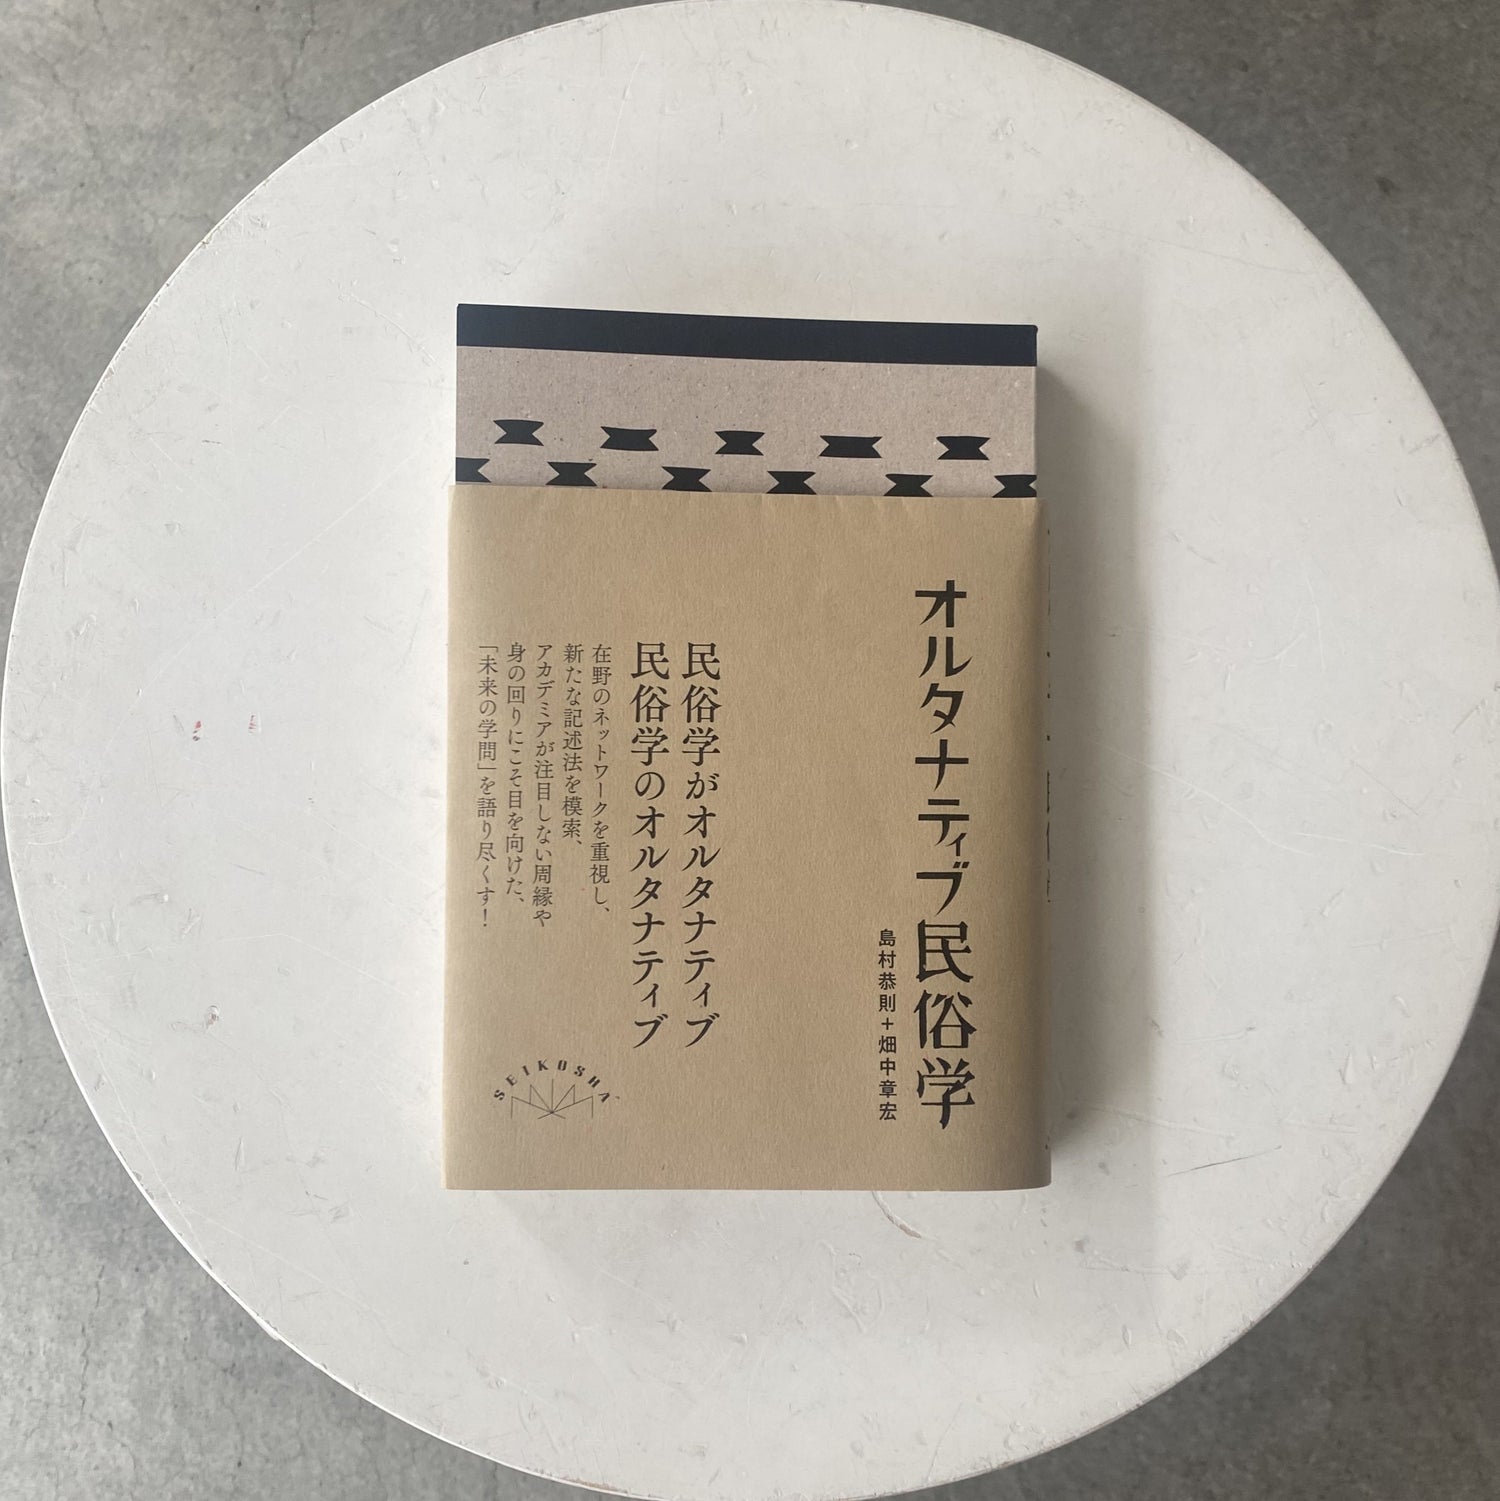 オルタナティブ民俗学
島村恭則+畑中章宏
民俗学がオルタナティブ
民俗学のオルタナティブ
在野のネットワークを重視し、
新たな記述法を模索、
アカデミアが注目しない周縁や
身の回りにこそ目を向けた、
「未来の学問」を語り尽くす!
SEIKOSHA